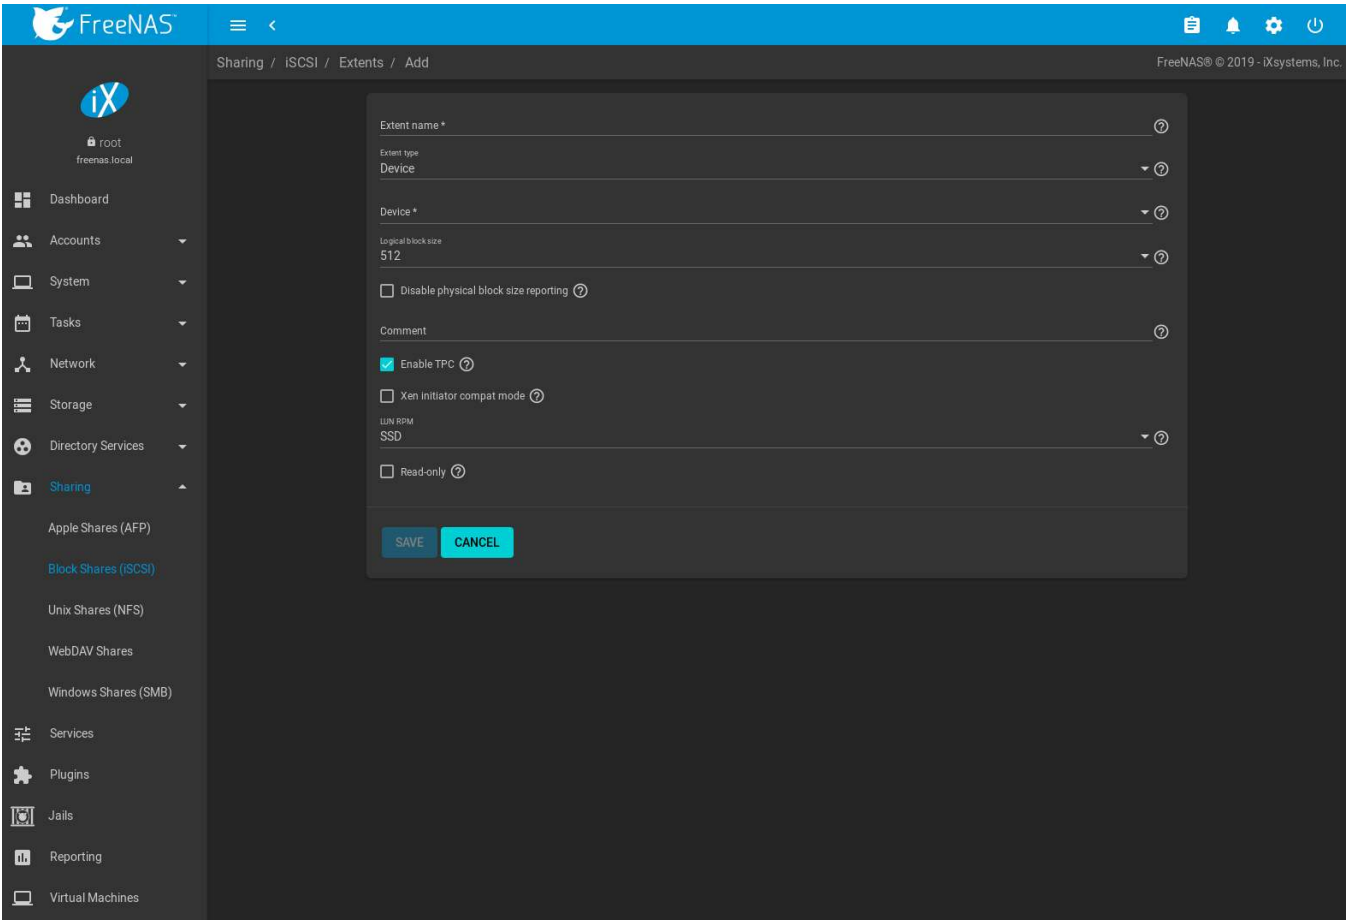 FreeNAS™
Sharing / iSCSI / Extents / Add
FreeNAS® © 2019 - iXsystems, Inc.
iX
root
freenas.local
Dashboard
Accounts
System
Tasks
Network
Storage
Directory Services
Sharing
Apple Shares (AFP)
Block Shares (iSCSI)
Unix Shares (NFS)
WebDAV Shares
Windows Shares (SMB)
Services
Plugins
Jails
Reporting
Virtual Machines
Extent name *
Extent type
Device
Device *
Logical block size
512
Disable physical block size reporting
Comment
Enable TPC
Xen initiator compat mode
LUN RPM
SSD
Read-only
SAVE CANCEL